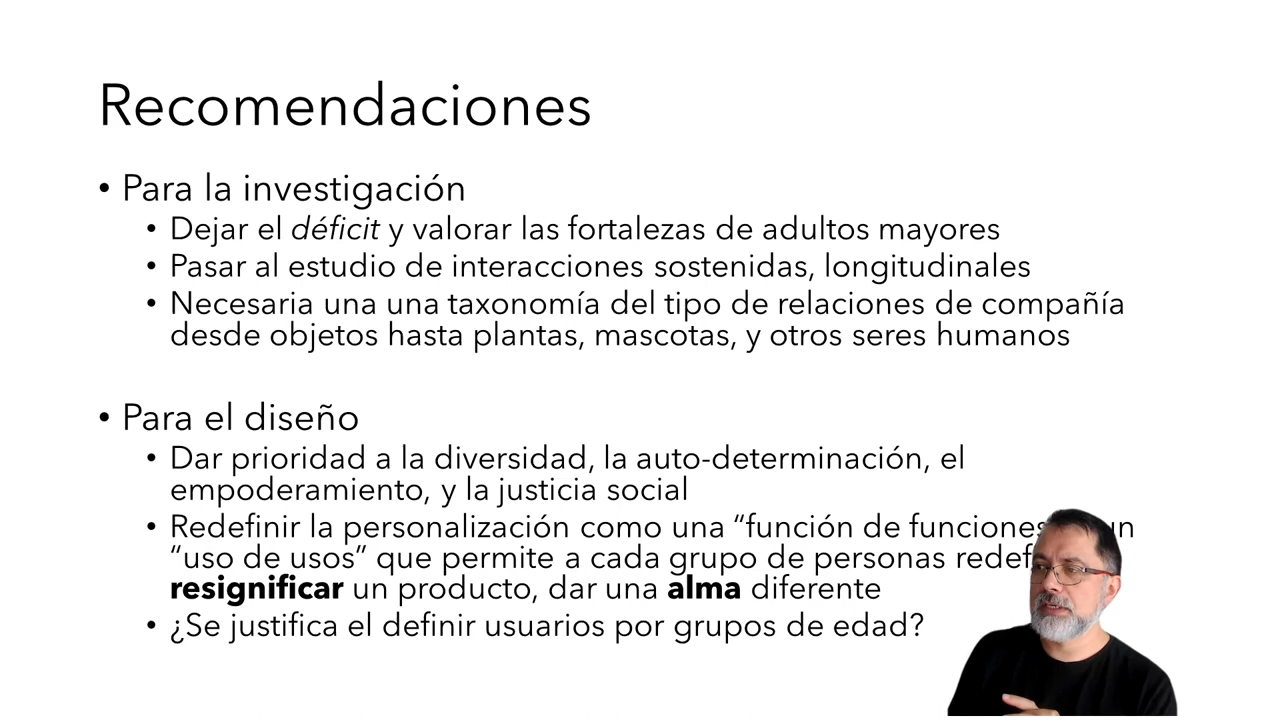 Recomendaciones
• Para la investigación
• Dejar el déficit y valorar las fortalezas de adultos mayores
• Pasar al estudio de interacciones sostenidas, longitudinales
• Necesaria una una taxonomía del tipo de relaciones de compañía
desde objetos hasta plantas, mascotas, y otros seres humanos
• Para el diseño
• Dar prioridad a la diversidad, la auto-determinación, el
empoderamiento, y la justicia social
• Redefinir la personalización como una “función de funciones
“uso de usos” que permite a cada grupo de personas
resignificar un producto, dar una alma diferente
• ¿Se justifica el definir usuarios por grupos de edad?